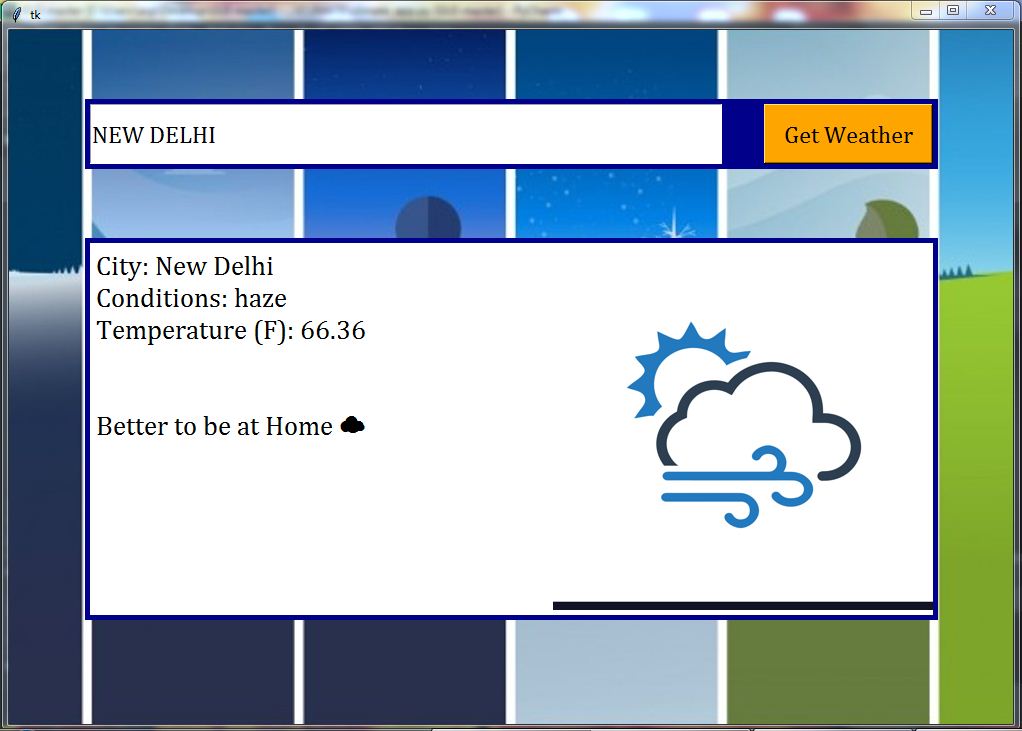 tk
NEW DELHI
Get Weather
City: New Delhi
Conditions: haze
Temperature (F): 66.36
Better to be at Home ☁